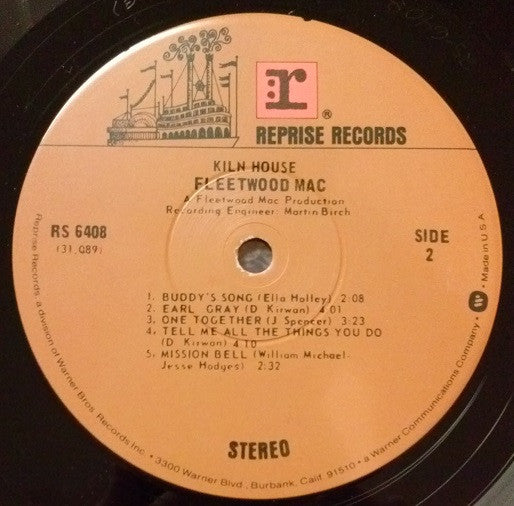 :r ®
REPRISE RECORDS
KILN HOUSE
FLEETWOOD MAC
A Fleetwood Mac Production
Recording Engineer: Martin Birch
RS 6408
(31,089)
SIDE
2
1. BUDDY'S SONG (Ella Holley) 2:08
2. EARL GRAY (D Kirwan) 4:01
3. ONE TOGETHER (J Spencer) 3:23
4. TELL ME ALL THE THINGS YOU DO
(D. Kirwan) 4:10
5. MISSION BELL (William Michael-
Jesse Hodges) 2:32
STEREO
Reprise Records, a division of Warner Bros. Records Inc. • 3300 Warner Blvd., Burbank, Calif. 91510 • a Warner Communications Company • Made in U.S.A.